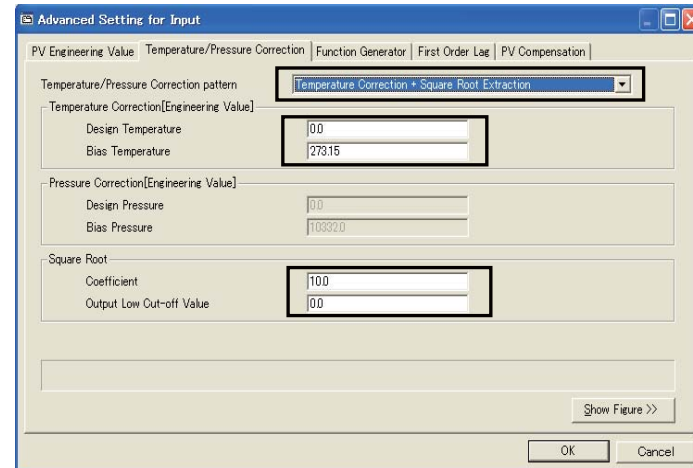 Advanced Setting for Input
PV Engineering Value Temperature/Pressure Correction Function Generator First Order Lag PV Compensation
Temperature/Pressure Correction pattern Temperature Correction + Square Root Extraction
Temperature Correction[Engineering Value]
Design Temperature 0.0
Bias Temperature 273.15
Pressure Correction[Engineering Value]
Design Pressure 0.0
Bias Pressure 10332.0
Square Root
Coefficient 10.0
Output Low Cut-off Value 0.0
Show Figure >>
OK Cancel